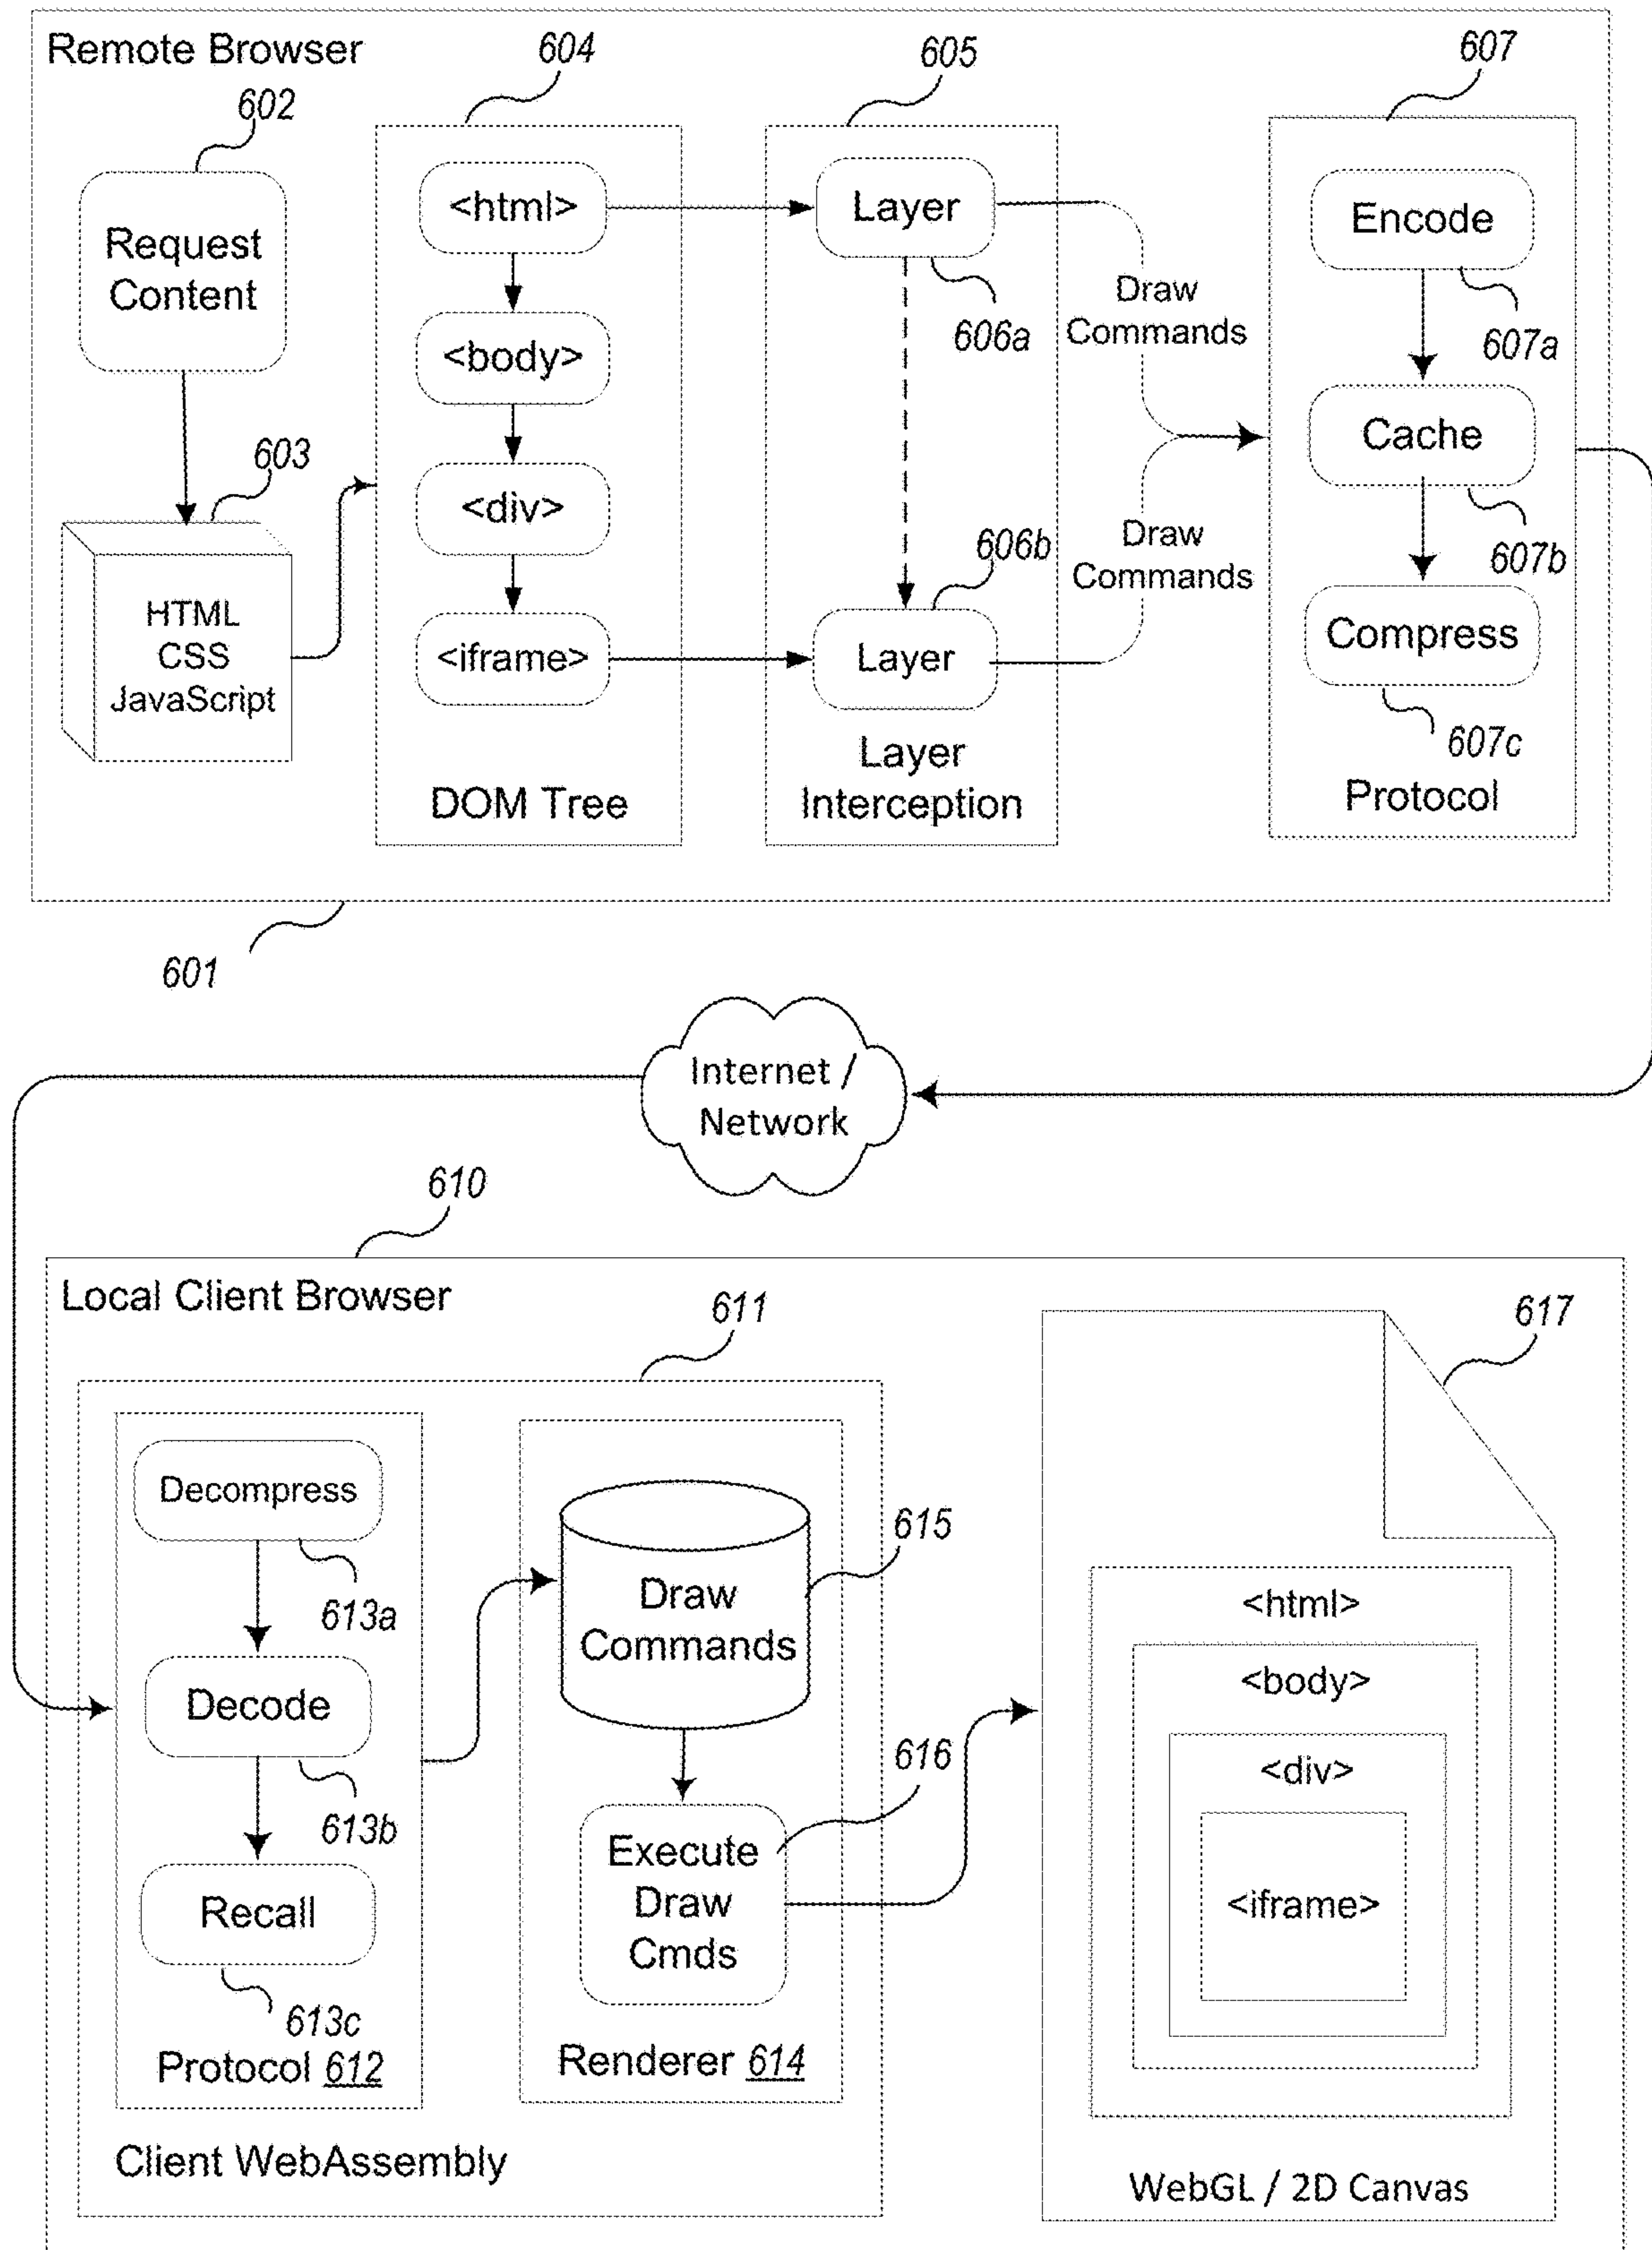 Remote Browser
602
604
605
607
Request
Content
603
HTML
CSS
JavaScript
<html>
<body>
<div>
<iframe>
DOM Tree
Layer
606a
606b
Layer
Layer
Interception
Draw
Commands
Draw
Commands
Encode
607a
Cache
607b
Compress
607c
Protocol
601
Internet /
Network
610
Local Client Browser
611
617
Decompress
613a
Decode
613b
Recall
613c
Protocol 612
Draw
Commands
615
616
Execute
Draw
Cmds
Renderer 614
Client WebAssembly
<html>
<body>
<div>
<iframe>
WebGL / 2D Canvas